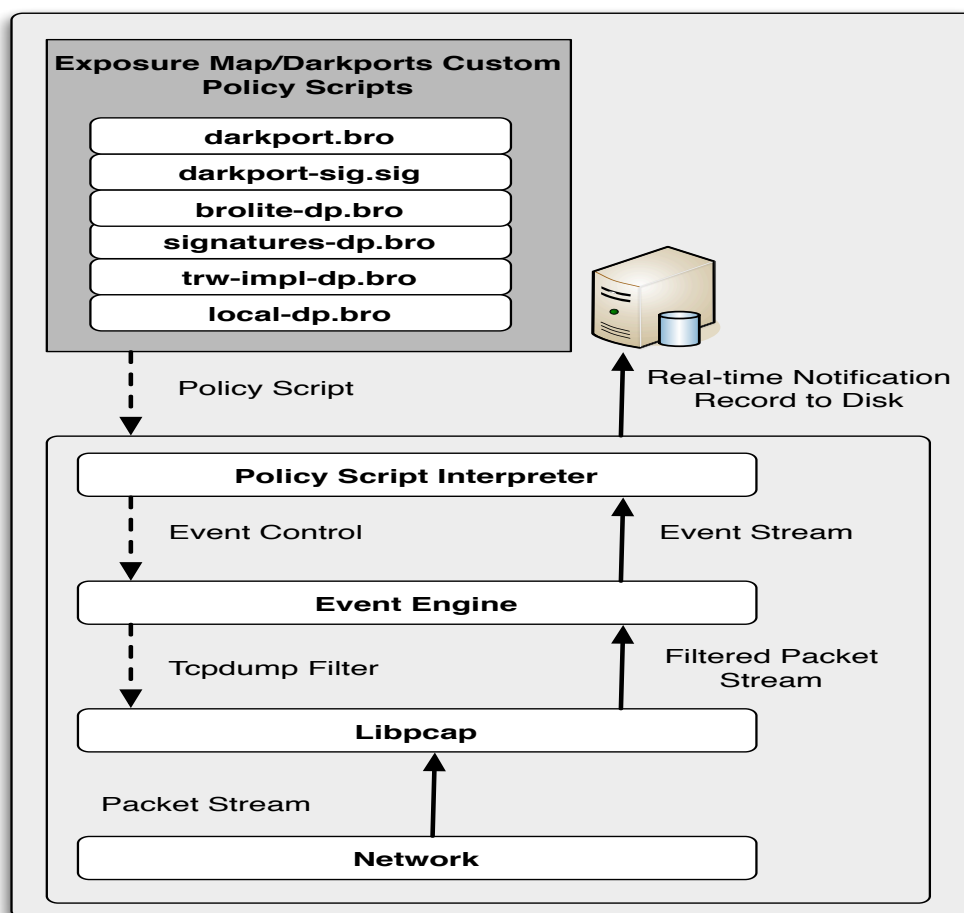 Exposure Map/Darkports Custom
Policy Scripts
darkport.bro
darkport-sig.sig
brolite-dp.bro
signatures-dp.bro
trw-impl-dp.bro
local-dp.bro
Policy Script
Real-time Notification
Record to Disk
Policy Script Interpreter
Event Control
Event Stream
Event Engine
Tcpdump Filter
Filtered Packet
Stream
Libpcap
Packet Stream
Network